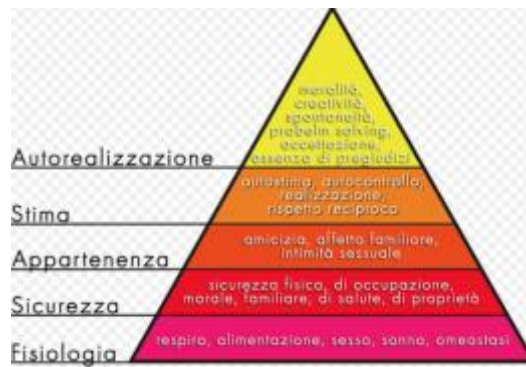 moralità,
creatività,
spontaneità,
probelm solving,
accettazione,
assenza di pregiudizi
Autorealizzazione
autostima, autocontrollo,
realizzazione,
rispetto reciproco
Stima
amicizia, affetto familiare,
intimità sessuale
Appartenenza
sicurezza fisica, di occupazione,
morale, familiare, di salute, di proprietà
Sicurezza
respiro, alimentazione, sesso, sonno, omeostasi
Fisiologia